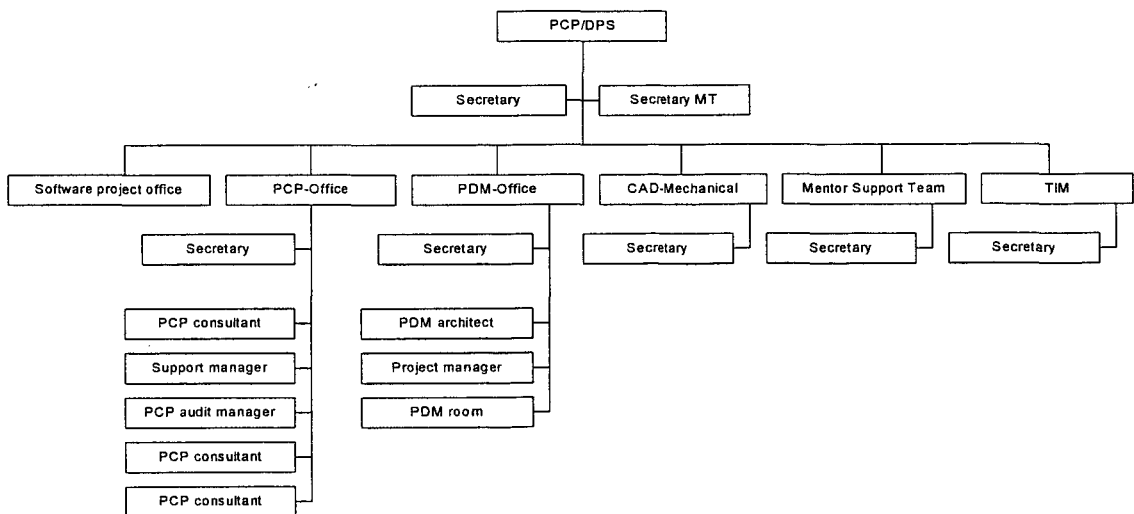 PCP/DPS
Secretary
Secretary MT
Software project office
PCP-Office
PDM-Office
CAD-Mechanical
Mentor Support Team
TIM
Secretary
Secretary
Secretary
Secretary
Secretary
PCP consultant
PDM architect
Support manager
Project manager
PCP audit manager
PDM room
PCP consultant
PCP consultant